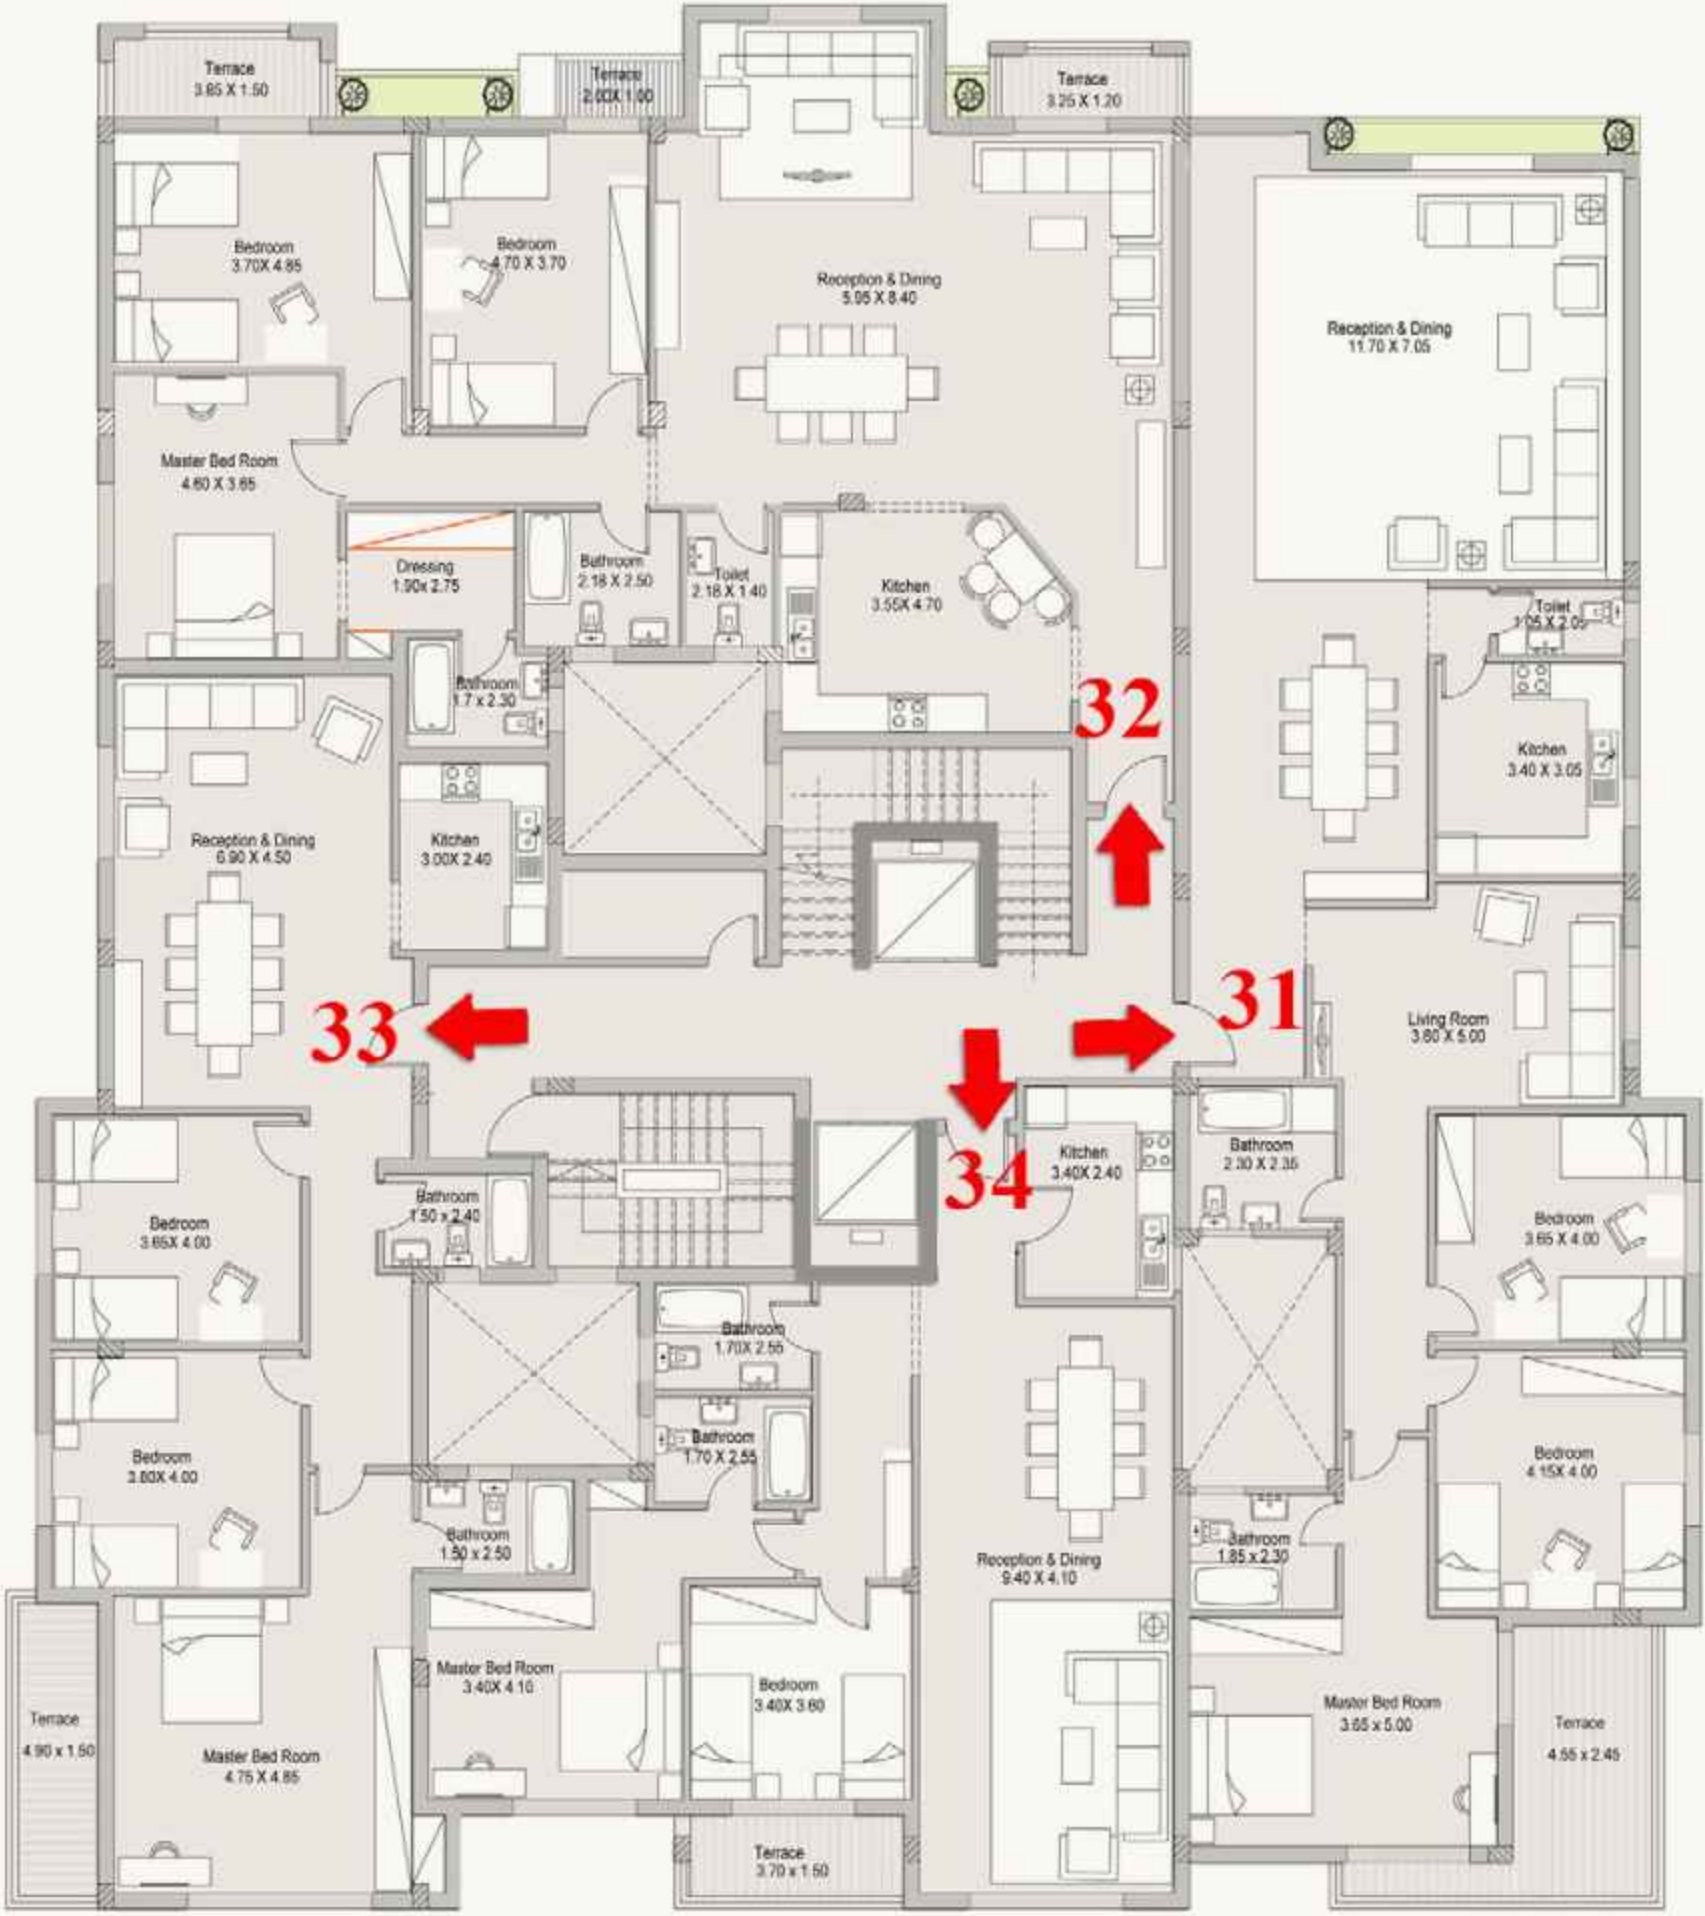 Terrace
3.85 X 1.50
Terrace
2.00X 1.00
Terrace
3.25 X 1.20
Bedroom
3.70X 4.85
Bedroom
4.70 X 3.70
Reception & Dining
5.95 X 8.40
Reception & Dining
11.70 X 7.05
Master Bed Room
4.60 X 3.65
Dressing
1.90x 2.75
Bathroom
2.18 X 2.50
Toilet
2.18 X 1.40
Kitchen
3.55X 4.70
Toilet
1.05 X 2.05
Bathroom
1.7 x 2.30
32
Kitchen
3.40 X 3.05
Reception & Dining
6.90 X 4.50
Kitchen
3.00X 2.40
33
31
Living Room
3.80 X 5.00
34
Kitchen
3.40X 2.40
Bathroom
2.30 X 2.35
Bedroom
3.65X 4.00
Bathroom
1.50 x 2.40
Bedroom
3.65 X 4.00
Bathroom
1.70X 2.55
Bathroom
1.70 X 2.55
Bedroom
3.80X 4.00
Bedroom
4.15X 4.00
Bathroom
1.50 x 2.50
Reception & Dining
9.40 X 4.10
Bathroom
1.85 x 2.30
Master Bed Room
3.40X 4.10
Bedroom
3.40X 3.60
Master Bed Room
3.65 x 5.00
Terrace
4.90 x 1.50
Master Bed Room
4.75 X 4.85
Terrace
4.55 x 2.45
Terrace
3.70 x 1.50